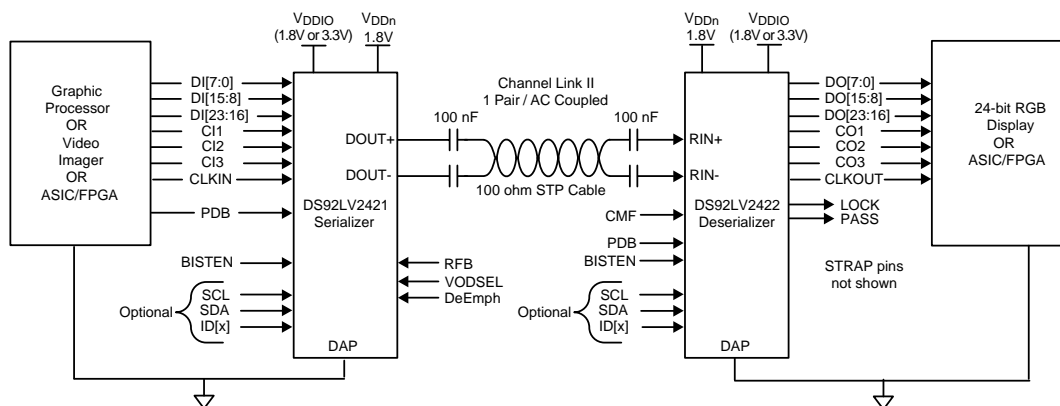 VDDIO
(1.8V or 3.3V)
VDDn
1.8V
VDDn
1.8V
VDDIO
(1.8V or 3.3V)
Graphic
Processor
OR
Video
Imager
OR
ASIC/FPGA
DI[7:0]
DI[15:8]
DI[23:16]
CI1
CI2
CI3
CLKIN
PDB
BISTEN
Optional
SCL
SDA
ID[x]
DOUT+
DOUT-
DS92LV2421
Serializer
DAP
Channel Link II
1 Pair / AC Coupled
100 nF
100 nF
100 ohm STP Cable
RFB
VODSEL
DeEmph
CMF
PDB
BISTEN
Optional
SCL
SDA
ID[x]
RIN+
RIN-
DS92LV2422
Deserializer
DAP
DO[7:0]
DO[15:8]
DO[23:16]
CO1
CO2
CO3
CLKOUT
LOCK
PASS
STRAP pins
not shown
24-bit RGB
Display
OR
ASIC/FPGA